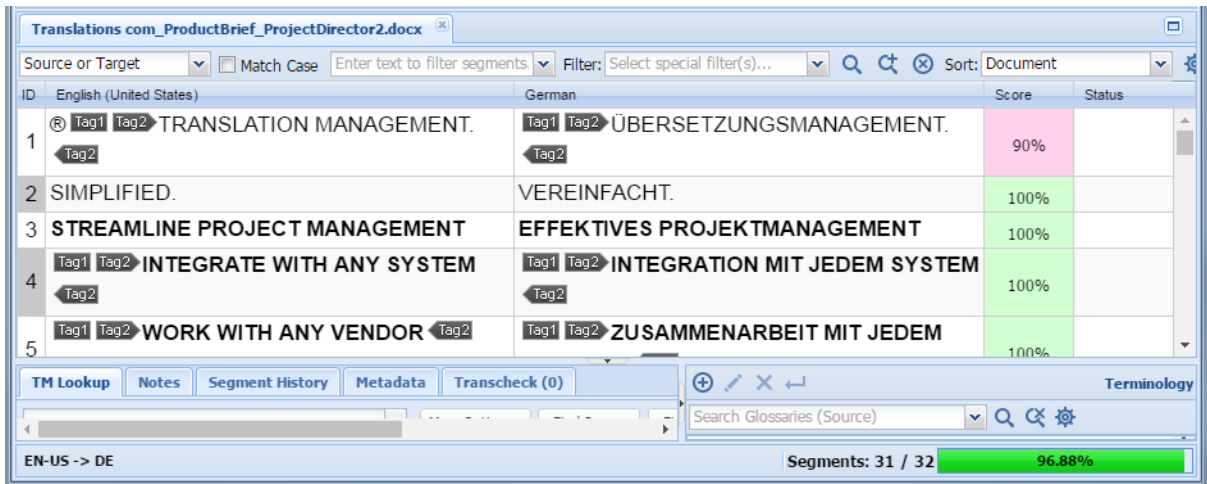 Translations com_ProductBrief_ProjectDirector2.docx
Source or Target Match Case Enter text to filter segments. Filter: Select special filter(s)... Sort: Document
ID English (United States) German Score Status
1 ® Tag1 Tag2 TRANSLATION MANAGEMENT. Tag1 Tag2 ÜBERSETZUNGSMANAGEMENT. 90%
Tag2 Tag2
2 SIMPLIFIED. VEREINFACHT. 100%
3 STREAMLINE PROJECT MANAGEMENT EFFEKTIVES PROJEKTMANAGEMENT 100%
4 Tag1 Tag2 INTEGRATE WITH ANY SYSTEM Tag1 Tag2 INTEGRATION MIT JEDEM SYSTEM 100%
Tag2 Tag2
5 Tag1 Tag2 WORK WITH ANY VENDOR Tag2 Tag1 Tag2 ZUSAMMENARBEIT MIT JEDEM 100%
TM Lookup Notes Segment History Metadata Transcheck (0) Terminology
Search Glossaries (Source)
EN-US -> DE Segments: 31 / 32 96.88%